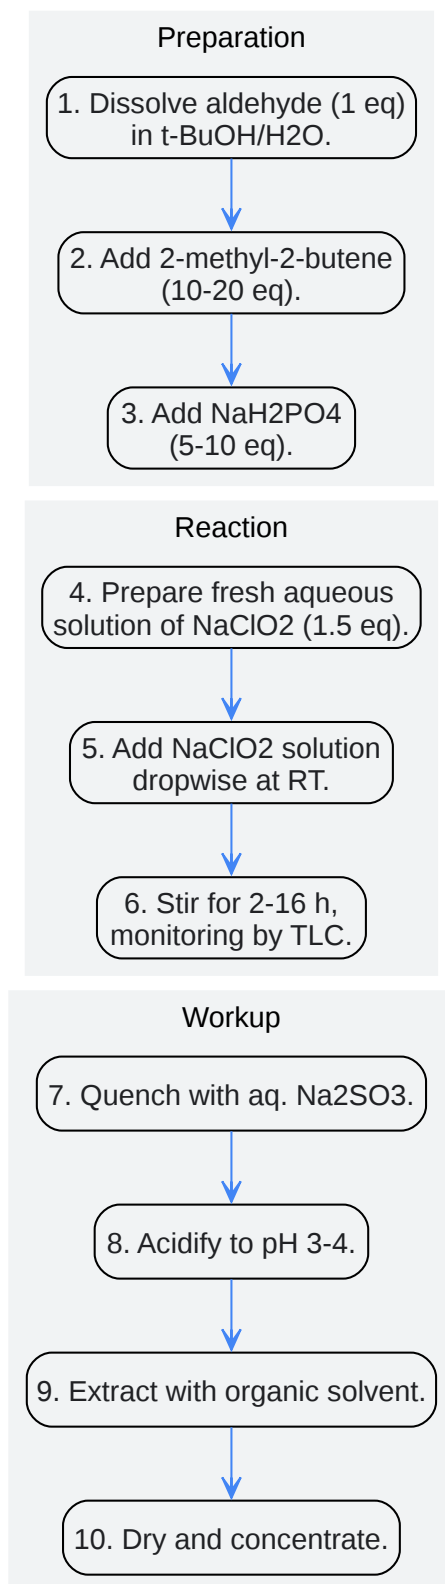 Preparation
1. Dissolve aldehyde (1 eq)
in t-BuOH/H2O.
2. Add 2-methyl-2-butene
(10-20 eq).
3. Add NaH2PO4
(5-10 eq).
Reaction
4. Prepare fresh aqueous
solution of NaClO2 (1.5 eq).
5. Add NaClO2 solution
dropwise at RT.
6. Stir for 2-16 h,
monitoring by TLC.
Workup
7. Quench with aq. Na2SO3.
8. Acidify to pH 3-4.
9. Extract with organic solvent.
10. Dry and concentrate.